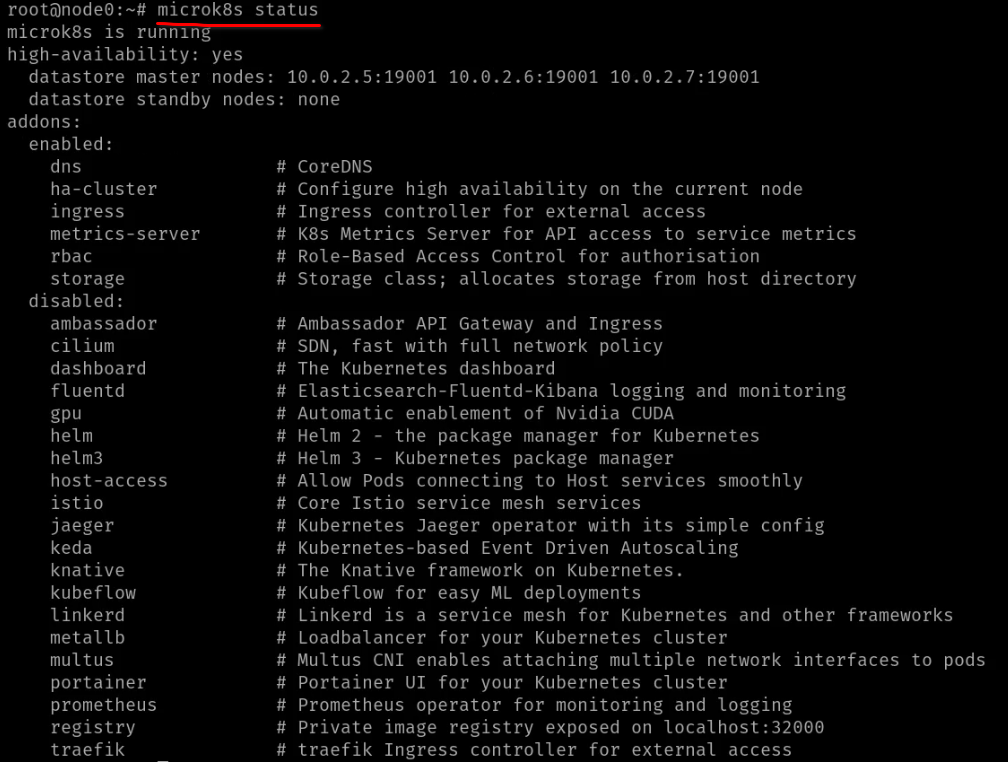 root@node0:~# microk8s status
microk8s is running
high-availability: yes
  datastore master nodes: 10.0.2.5:19001 10.0.2.6:19001 10.0.2.7:19001
  datastore standby nodes: none
addons:
  enabled:
    dns                  # CoreDNS
    ha-cluster           # Configure high availability on the current node
    ingress              # Ingress controller for external access
    metrics-server       # K8s Metrics Server for API access to service metrics
    rbac                 # Role-Based Access Control for authorisation
    storage              # Storage class; allocates storage from host directory
  disabled:
    ambassador           # Ambassador API Gateway and Ingress
    cilium               # SDN, fast with full network policy
    dashboard            # The Kubernetes dashboard
    fluentd              # Elasticsearch-Fluentd-Kibana logging and monitoring
    gpu                  # Automatic enablement of Nvidia CUDA
    helm                 # Helm 2 - the package manager for Kubernetes
    helm3                # Helm 3 - Kubernetes package manager
    host-access          # Allow Pods connecting to Host services smoothly
    istio                # Core Istio service mesh services
    jaeger               # Kubernetes Jaeger operator with its simple config
    keda                 # Kubernetes-based Event Driven Autoscaling
    knative              # The Knative framework on Kubernetes.
    kubeflow             # Kubeflow for easy ML deployments
    linkerd              # Linkerd is a service mesh for Kubernetes and other frameworks
    metallb              # Loadbalancer for your Kubernetes cluster
    multus               # Multus CNI enables attaching multiple network interfaces to pods
    portainer            # Portainer UI for your Kubernetes cluster
    prometheus           # Prometheus operator for monitoring and logging
    registry             # Private image registry exposed on localhost:32000
    traefik              # traefik Ingress controller for external access